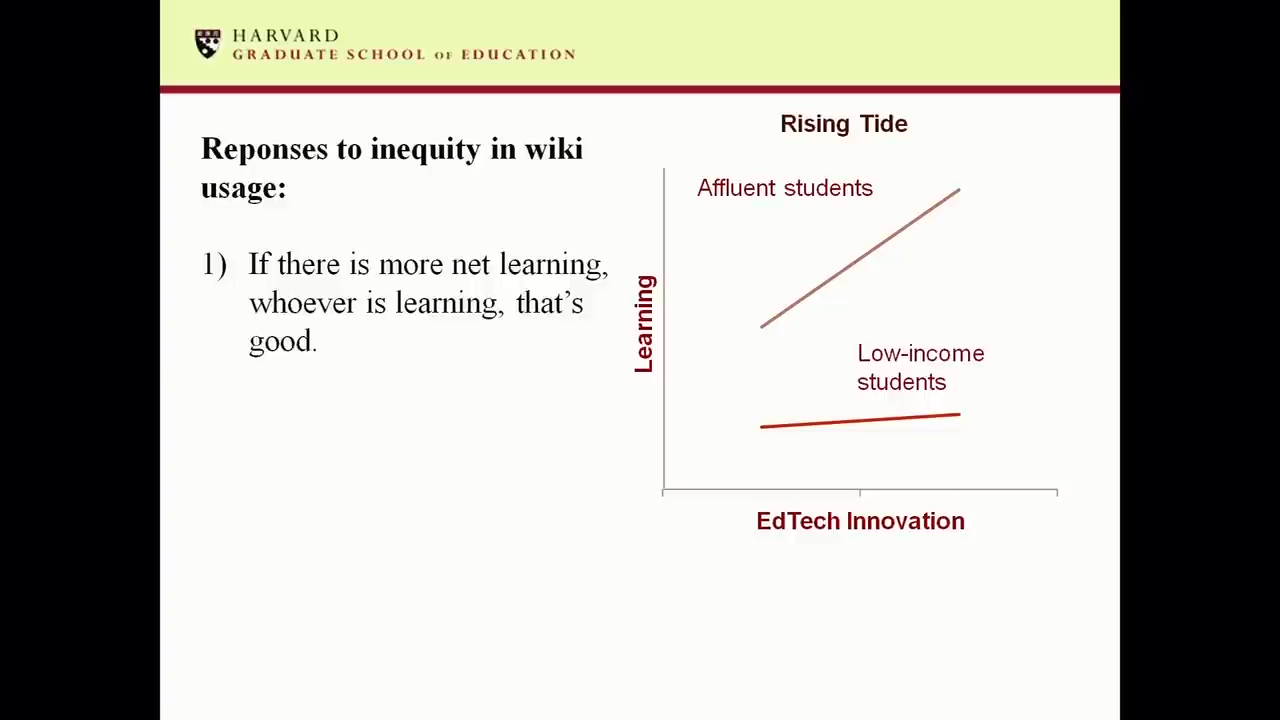 HARVARD
GRADUATE SCHOOL OF EDUCATION
Reponses to inequity in wiki
usage:
1) If there is more net learning,
whoever is learning, that's
good.
Rising Tide
Affluent students
Learning
Low-income
students
EdTech Innovation